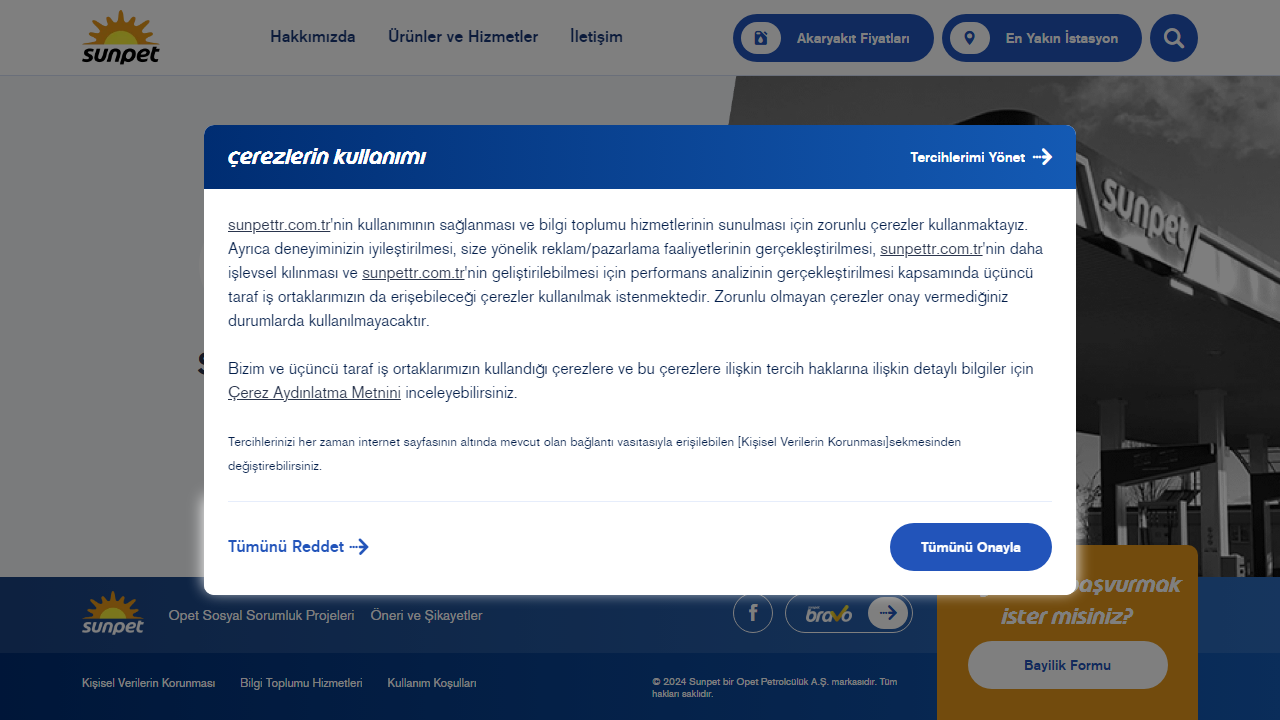 sunpet
Hakkımızda
Ürünler ve Hizmetler
İletişim
Akaryakıt Fiyatları
En Yakın İstasyon
sunpet
çerezlerin kullanımı
Tercihlerimi Yönet
sunpettr.com.tr'nin kullanımının sağlanması ve bilgi toplumu hizmetlerinin sunulması için zorunlu çerezler kullanmaktayız.
Ayrıca deneyiminizin iyileştirilmesi, size yönelik reklam/pazarlama faaliyetlerinin gerçekleştirilmesi, sunpettr.com.tr'nin daha
işlevsel kılınması ve sunpettr.com.tr'nin geliştirilebilmesi için performans analizinin gerçekleştirilmesi kapsamında üçüncü
taraf iş ortaklarımızın da erişebileceği çerezler kullanılmak istenmektedir. Zorunlu olmayan çerezler onay vermediğiniz
durumlarda kullanılmayacaktır.
Bizim ve üçüncü taraf iş ortaklarımızın kullandığı çerezlere ve bu çerezlere ilişkin tercih haklarına ilişkin detaylı bilgiler için
Çerez Aydınlatma Metnini inceleyebilirsiniz.
Tercihlerinizi her zaman internet sayfasının altında mevcut olan bağlantı vasıtasıyla erişilebilen [Kişisel Verilerin Korunması]sekmesinden
değiştirebilirsiniz.
Tümünü Reddet
Tümünü Onayla
sunpet
Opet Sosyal Sorumluk Projeleri
Öneri ve Şikayetler
bravo
başvurmak
ister misiniz?
Bayilik Formu
Kişisel Verilerin Korunması
Bilgi Toplumu Hizmetleri
Kullanım Koşulları
© 2024 Sunpet bir Opet Petrolcülük A.Ş. markasıdır. Tüm
hakları saklıdır.